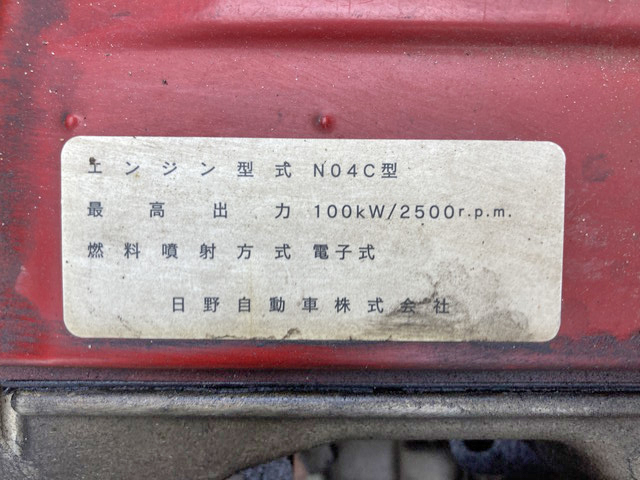 エンジン型式 N04C型
最高出力 100kW/2500r.p.m.
燃料噴射方式 電子式
日野自動車株式会社